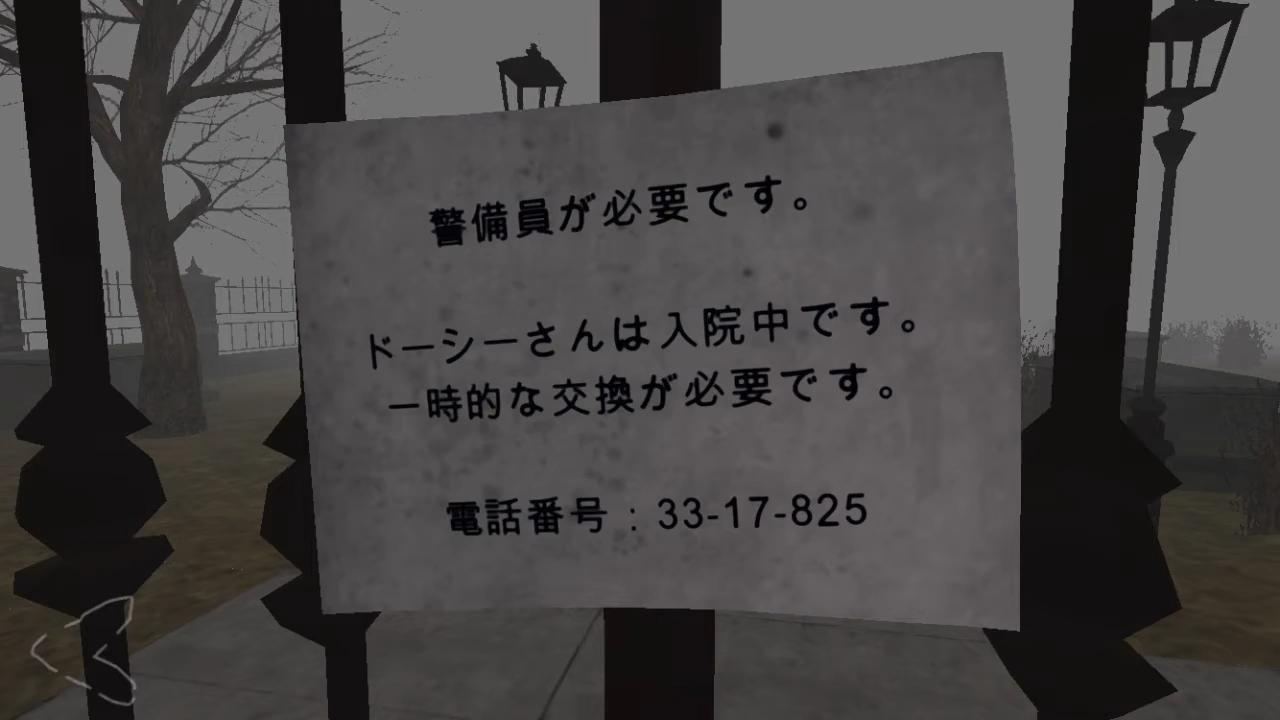 警備員が必要です。
ドーシーさんは入院中です。
一時的な交換が必要です。
電話番号：33-17-825